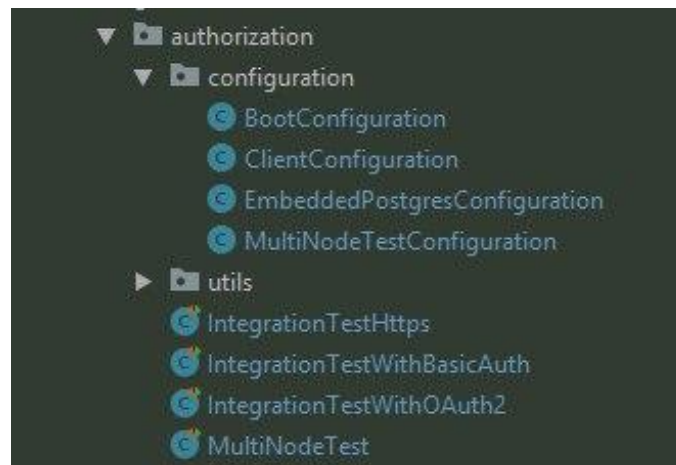 authorization
configuration
BootConfiguration
ClientConfiguration
EmbeddedPostgresConfiguration
MultiNodeTestConfiguration
utils
IntegrationTestHttps
IntegrationTestWithBasicAuth
IntegrationTestWithOAuth2
MultiNodeTest